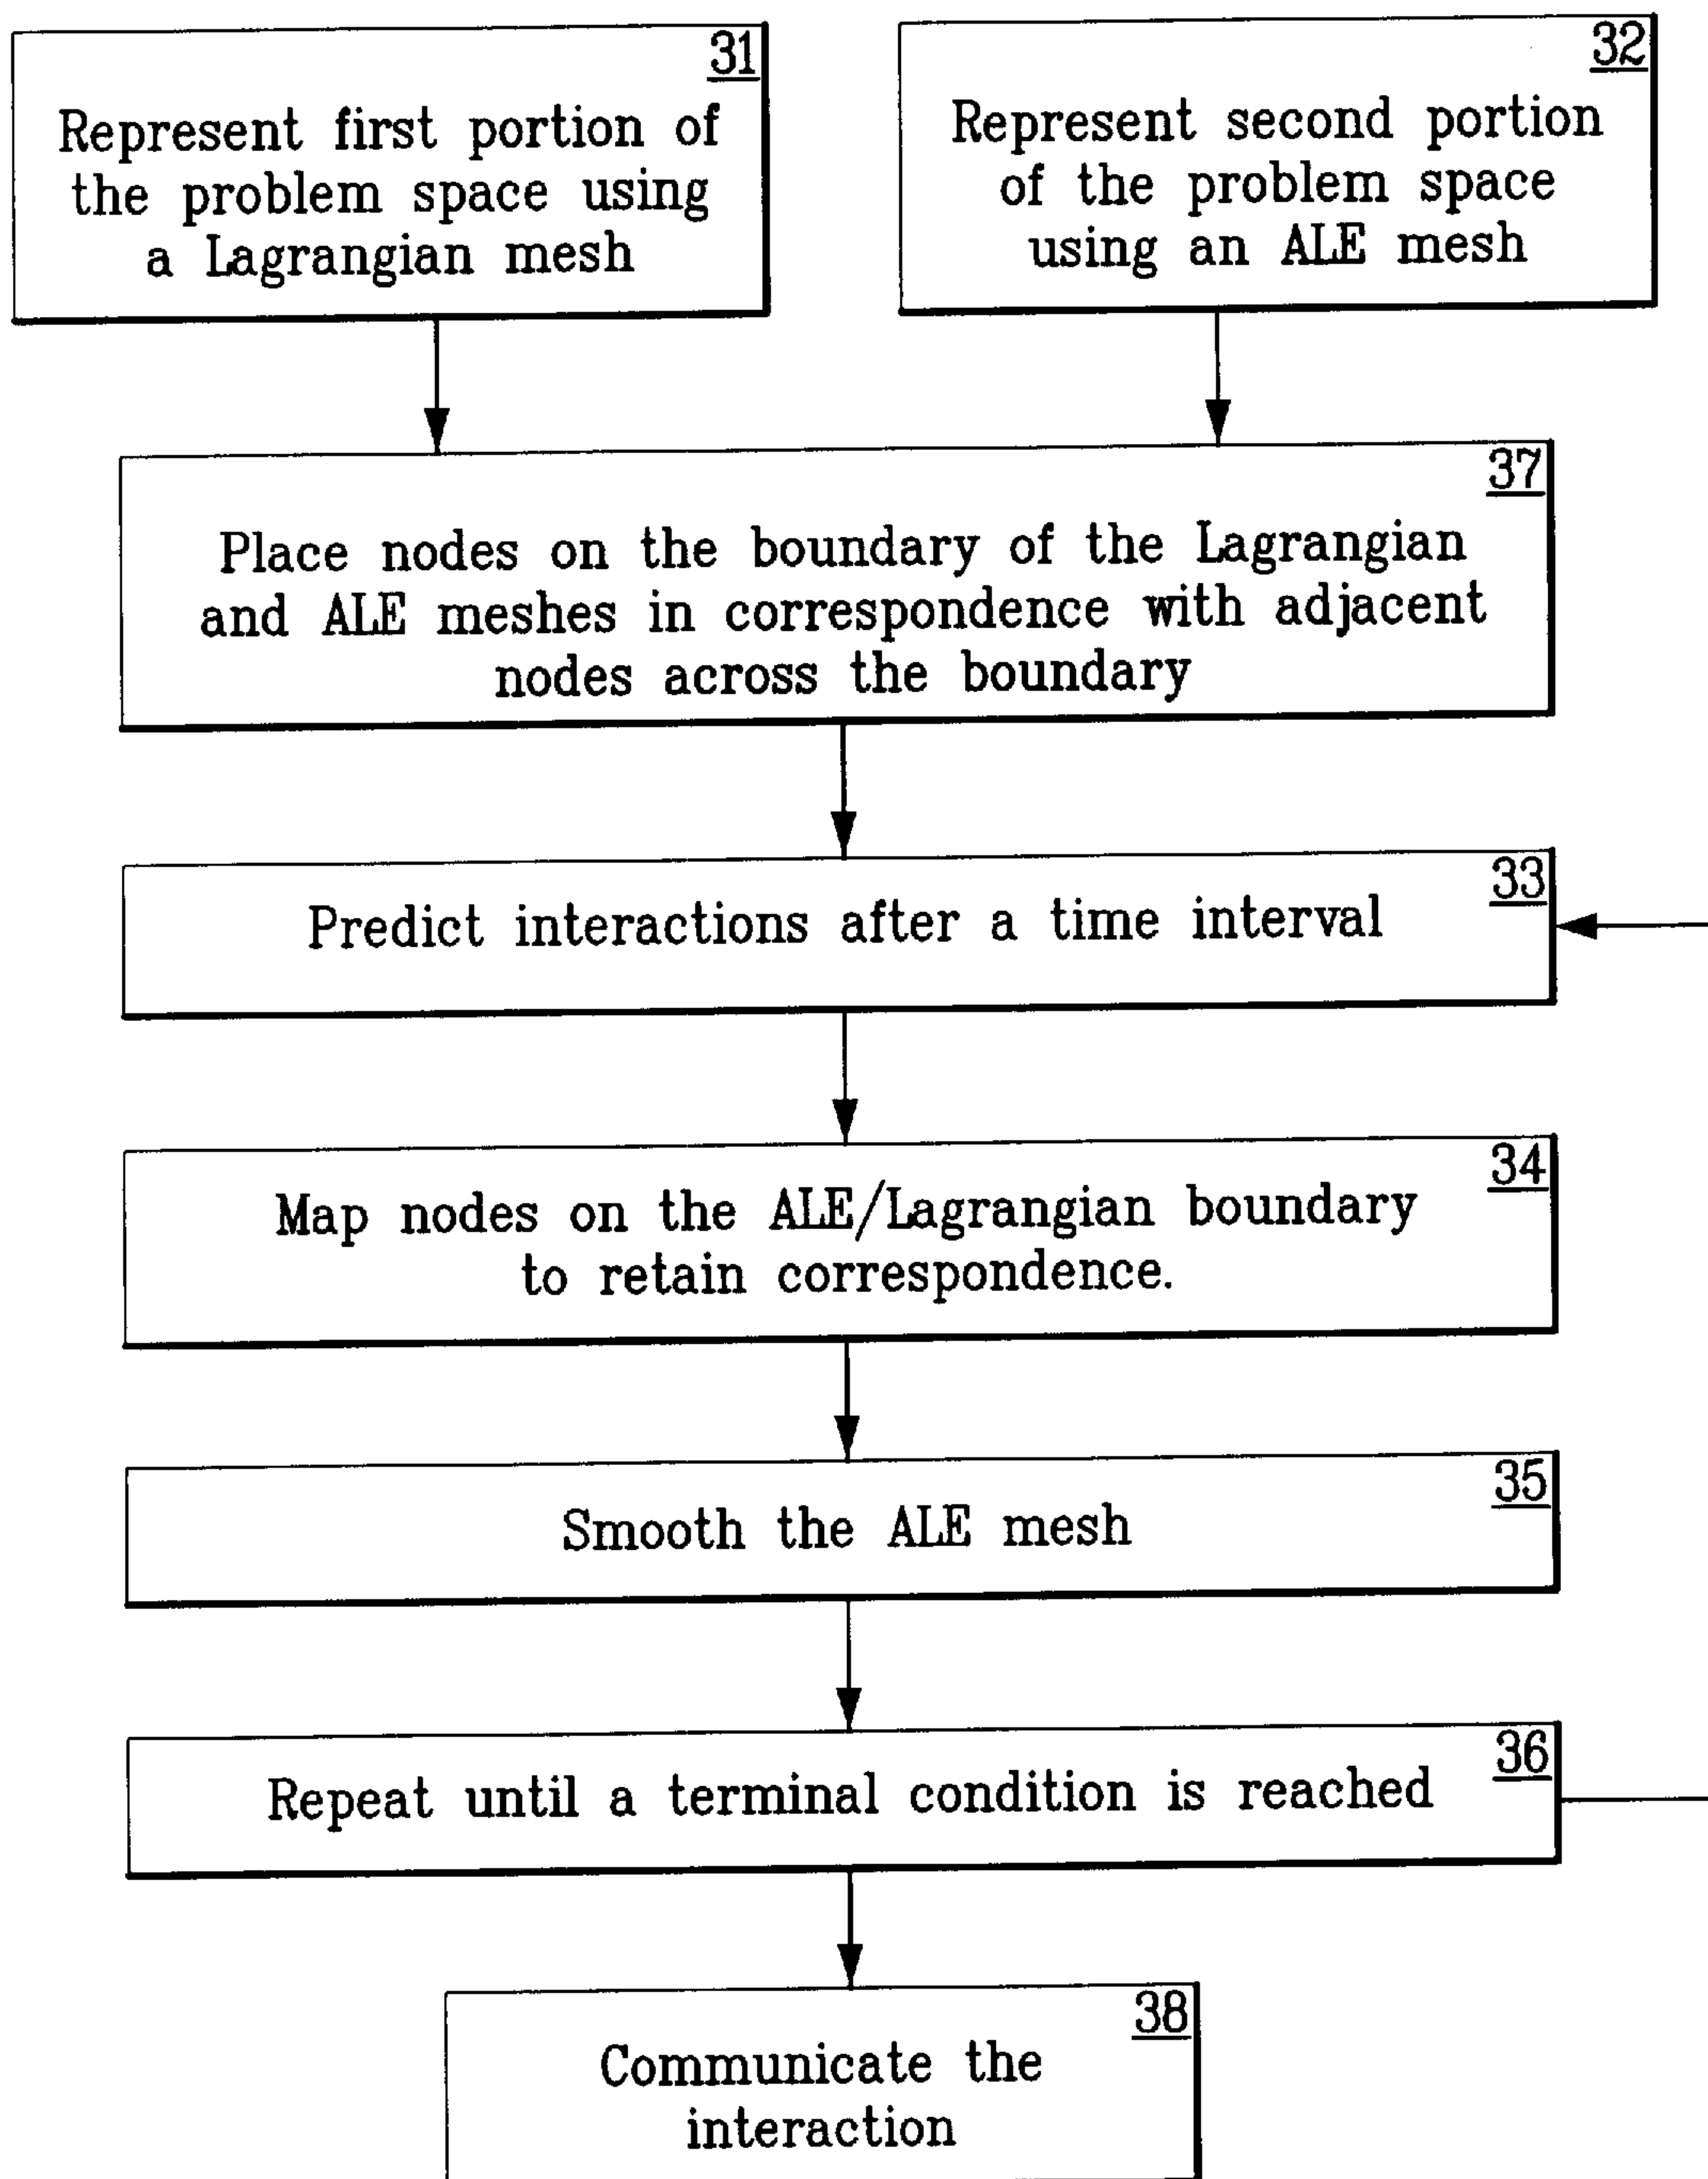 31
Represent first portion of
the problem space using
a Lagrangian mesh
32
Represent second portion
of the problem space
using an ALE mesh
37
Place nodes on the boundary of the Lagrangian
and ALE meshes in correspondence with adjacent
nodes across the boundary
33
Predict interactions after a time interval
34
Map nodes on the ALE/Lagrangian boundary
to retain correspondence.
35
Smooth the ALE mesh
36
Repeat until a terminal condition is reached
38
Communicate the
interaction